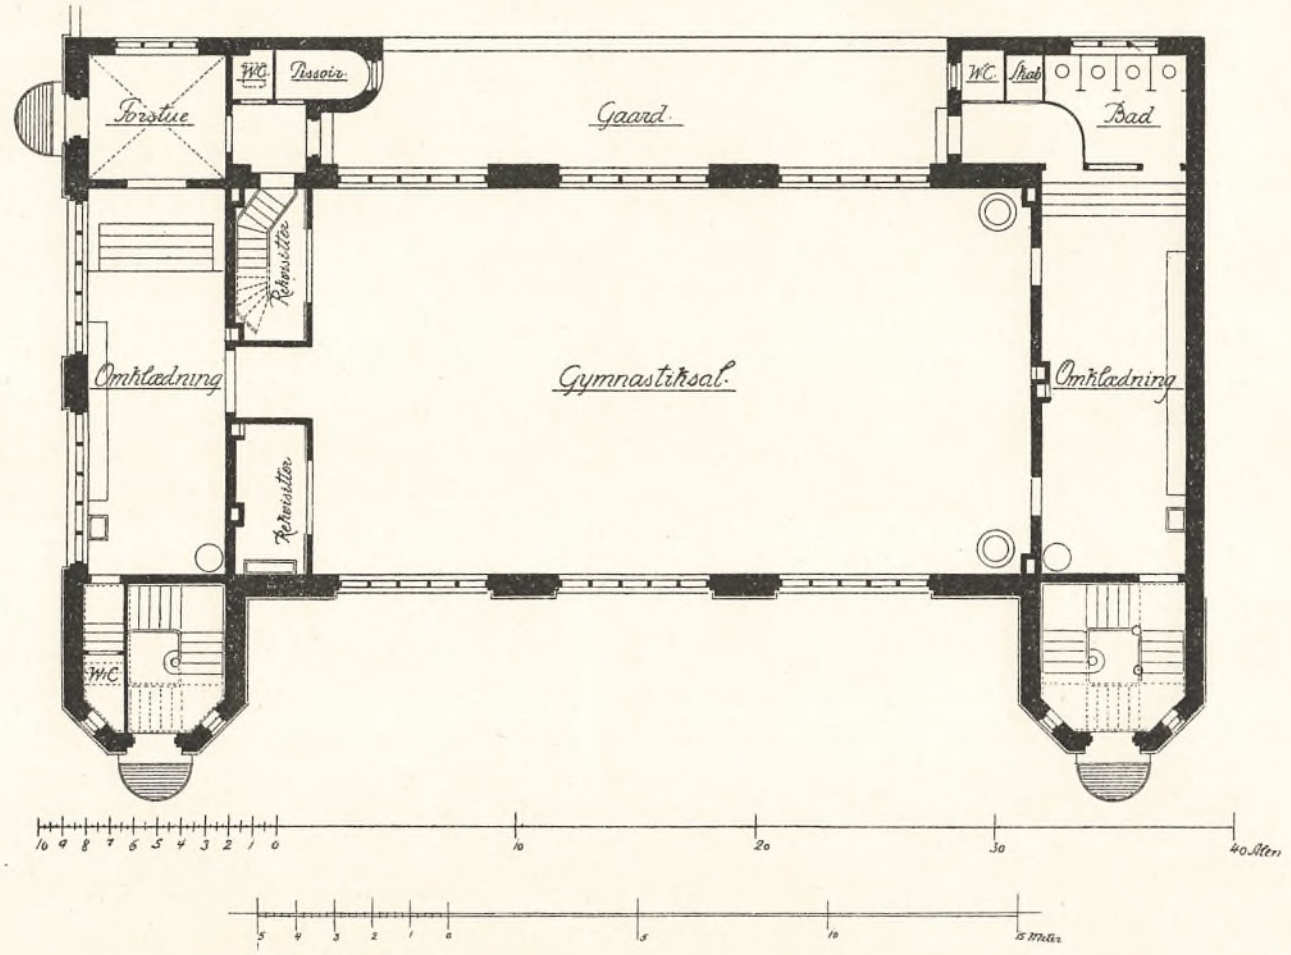 W.C. Pissoir. W.C. Skab
Forstue Gaard. Bad
Rekvisitter
Omklædning Gymnastiksal. Omklædning
Rekvisitter
W.C
10 9 8 7 6 5 4 3 2 1 0 10 20 30 40 Alen
5 4 3 2 1 0 5 10 15 Meter